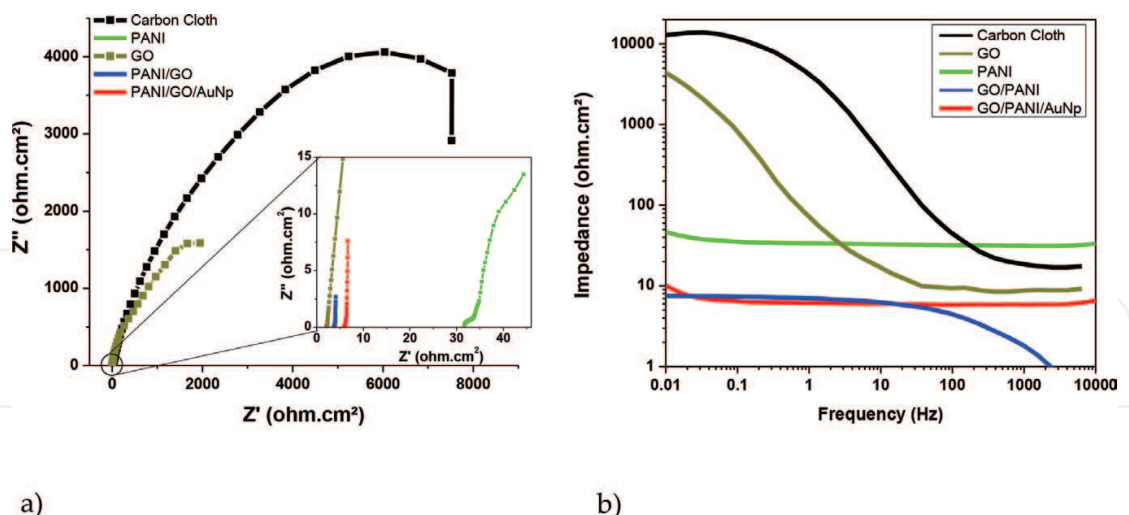 Carbon Cloth
PANI
GO
PANI/GO
PANI/GO/AuNp
4000
3000
2000
1000
0
Z'' (ohm.cm²)
0 2000 4000 6000 8000
Z' (ohm.cm²)
15
10
5
0
Z'' (ohm.cm²)
0 10 20 30 40
Z' (ohm.cm²)
a)
Carbon Cloth
GO
PANI
GO/PANI
GO/PANI/AuNp
10000
1000
100
10
1
Impedance (ohm.cm²)
0.01 0.1 1 10 100 1000 10000
Frequency (Hz)
b)